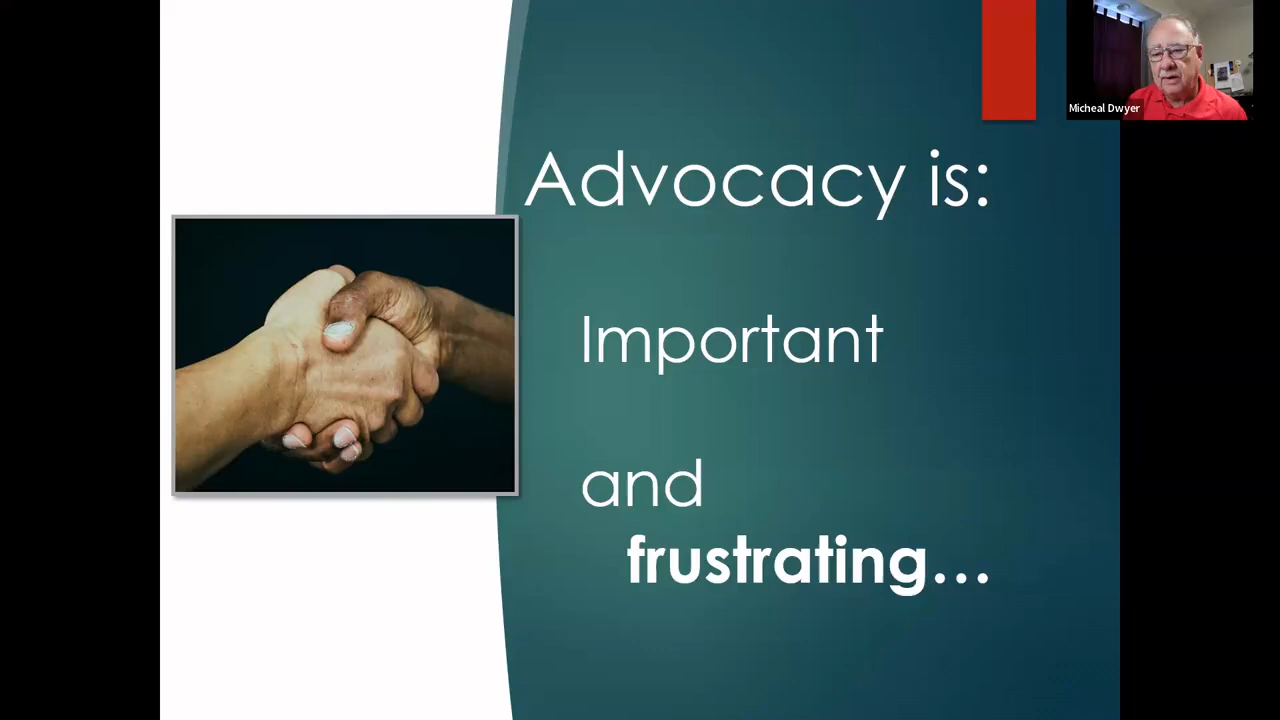 Micheal Dwyer
Advocacy is:
Important
and
frustrating...